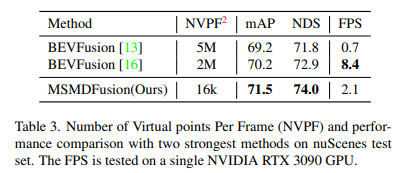 Method NVPF2 mAP NDS FPS
BEVFusion [13] 5M 69.2 71.8 0.7
BEVFusion [16] 2M 70.2 72.9 8.4
MSMDFusion(Ours) 16k 71.5 74.0 2.1
Table 3. Number of Virtual points Per Frame (NVPF) and perfor-
mance comparison with two strongest methods on nuScenes test
set. The FPS is tested on a single NVIDIA RTX 3090 GPU.